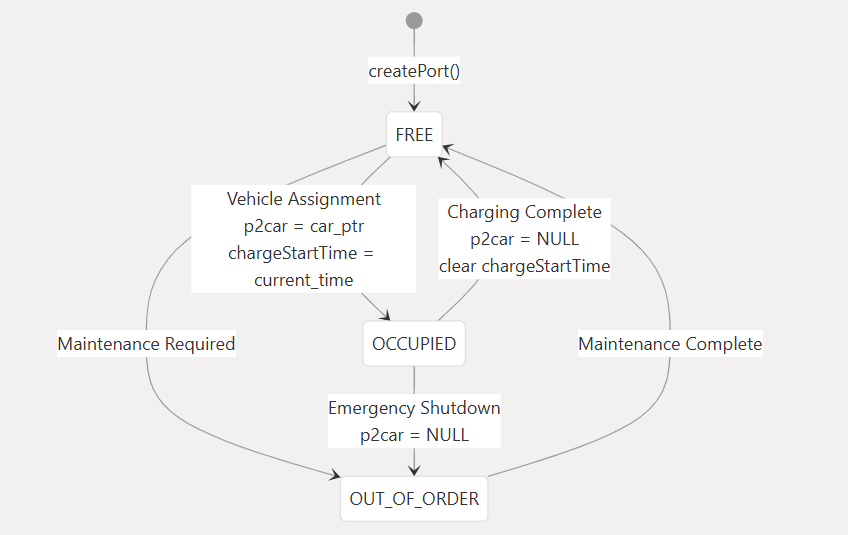 createPort()
FREE
Vehicle Assignment
p2car = car_ptr
chargeStartTime =
current_time
Charging Complete
p2car = NULL
clear chargeStartTime
Maintenance Required
OCCUPIED
Maintenance Complete
Emergency Shutdown
p2car = NULL
OUT_OF_ORDER